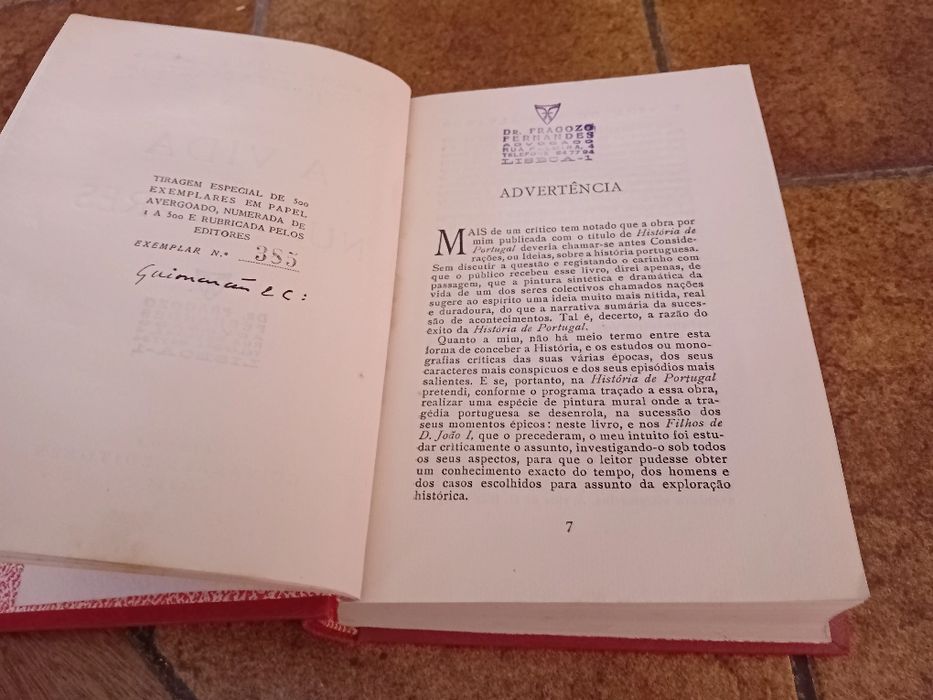 TIRAGEM ESPECIAL DE 500
EXEMPLARES EM PAPEL
AVERGOADO, NUMERADA DE
1 A 500 E RUBRICADA PELOS
EDITORES
EXEMPLAR N.º 385
Guimarães & C.ª
DR. FRAGOZO
FERNANDES
ADVOGADO
TELEFONE 64 77 94
LISBOA-1
ADVERTÊNCIA
MAIS de um crítico tem notado que a obra por
mim publicada com o título de História de
Portugal deveria chamar-se antes Conside-
rações, ou Ideias, sobre a história portuguesa.
Sem discutir a questão e registando o carinho com
que o público recebeu esse livro, direi apenas, de
passagem, que a pintura sintética e dramática da
vida de um dos seres colectivos chamados nações
sugere ao espírito uma ideia muito mais nítida, real
e duradoura, do que a narrativa sumária da suces-
são de acontecimentos. Tal é, decerto, a razão do
êxito da História de Portugal.
Quanto a mim, não há meio termo entre esta
forma de conceber a História, e os estudos ou mono-
grafias críticas das suas várias épocas, dos seus
caracteres mais conspícuos e dos seus episódios mais
salientes. E se, portanto, na História de Portugal
pretendi, conforme o programa traçado a essa obra,
realizar uma espécie de pintura mural onde a tra-
gédia portuguesa se desenrola, na sucessão dos
seus momentos épicos: neste livro, e nos Filhos de
D. João I, que o precederam, o meu intuito foi estu-
dar criticamente o assunto, investigando-o sob todos
os seus aspectos, para que o leitor pudesse obter
um conhecimento exacto do tempo, dos homens e
dos casos escolhidos para assunto da exploração
histórica.
7